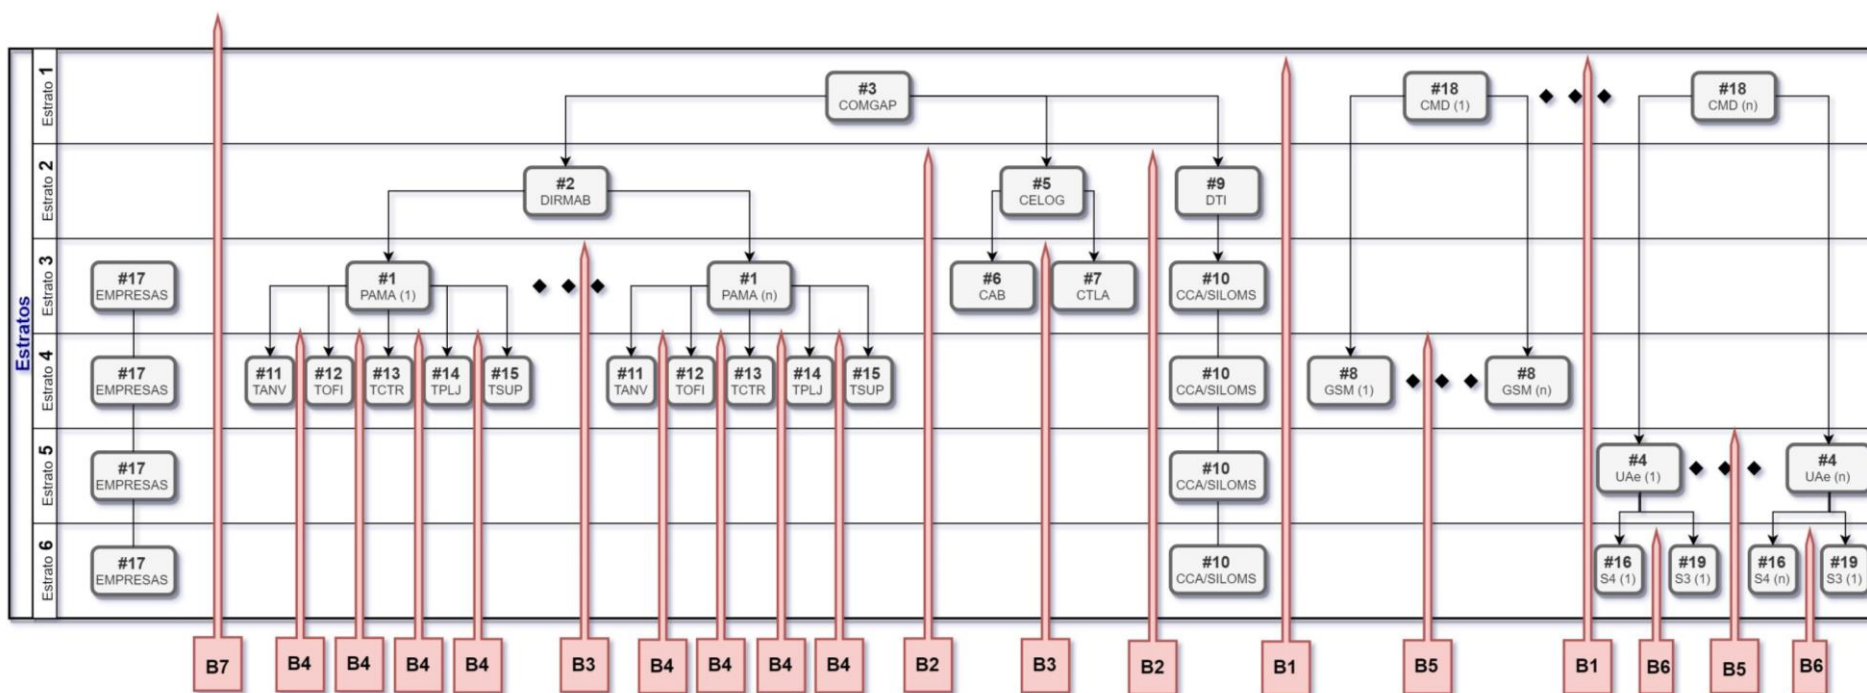 Estratos
Estrato 1
#3
COMGAP
#18
CMD (1)
#18
CMD (n)
Estrato 2
#2
DIRMAB
#5
CELOG
#9
DTI
Estrato 3
#17
EMPRESAS
#1
PAMA (1)
#1
PAMA (n)
#6
CAB
#7
CTLA
#10
CCA/SILOMS
Estrato 4
#17
EMPRESAS
#11
TANV
#12
TOFI
#13
TCTR
#14
TPLJ
#15
TSUP
#11
TANV
#12
TOFI
#13
TCTR
#14
TPLJ
#15
TSUP
#10
CCA/SILOMS
#8
GSM (1)
#8
GSM (n)
Estrato 5
#17
EMPRESAS
#10
CCA/SILOMS
#4
UAe (1)
#4
UAe (n)
Estrato 6
#17
EMPRESAS
#10
CCA/SILOMS
#16
S4 (1)
#19
S3 (1)
#16
S4 (n)
#19
S3 (1)
B7
B4
B4
B4
B4
B3
B4
B4
B4
B4
B2
B3
B2
B1
B5
B1
B6
B5
B6